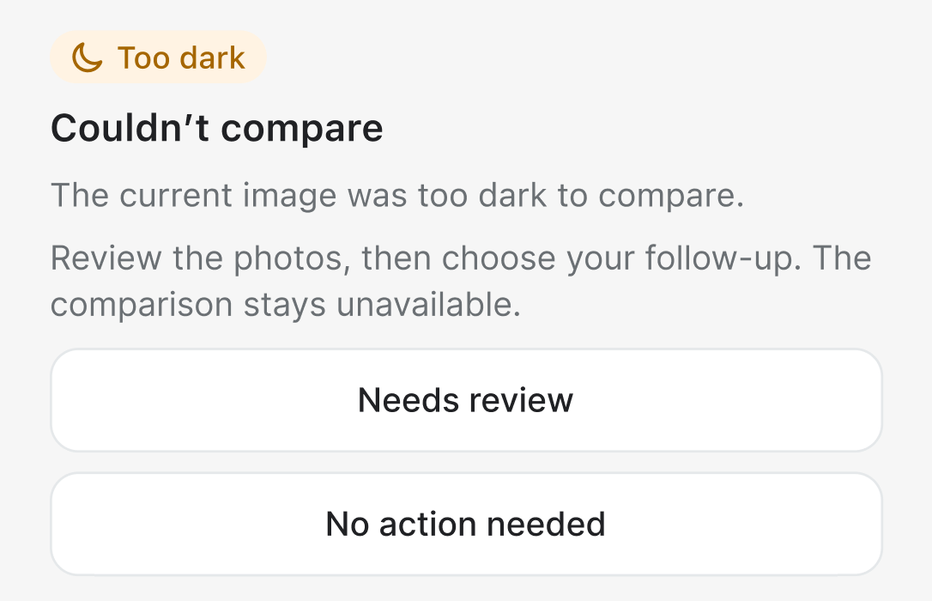 Too dark
Couldn’t compare
The current image was too dark to compare.
Review the photos, then choose your follow-up. The
comparison stays unavailable.
Needs review
No action needed